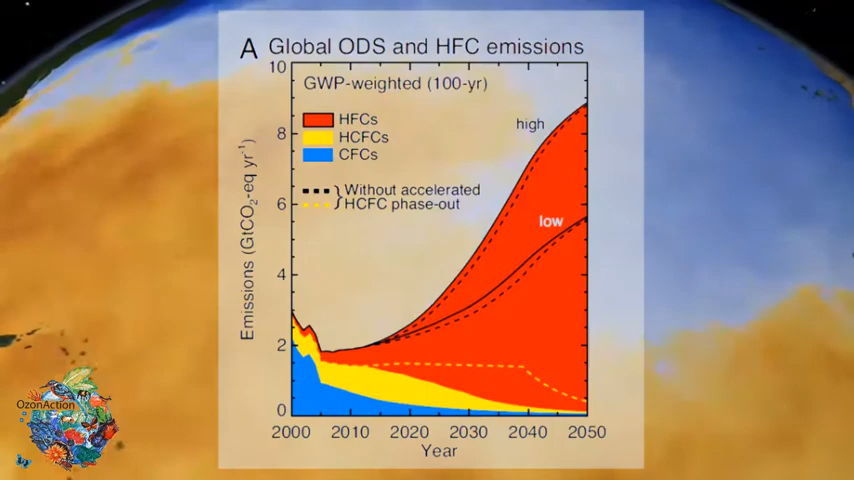 A Global ODS and HFC emissions
GWP-weighted (100-yr)
HFCs
HCFCs
CFCs
Without accelerated
HCFC phase-out
high
low
Emissions (GtCO2-eq yr-1)
10
8
6
4
2
0
2000 2010 2020 2030 2040 2050
Year
OzonAction